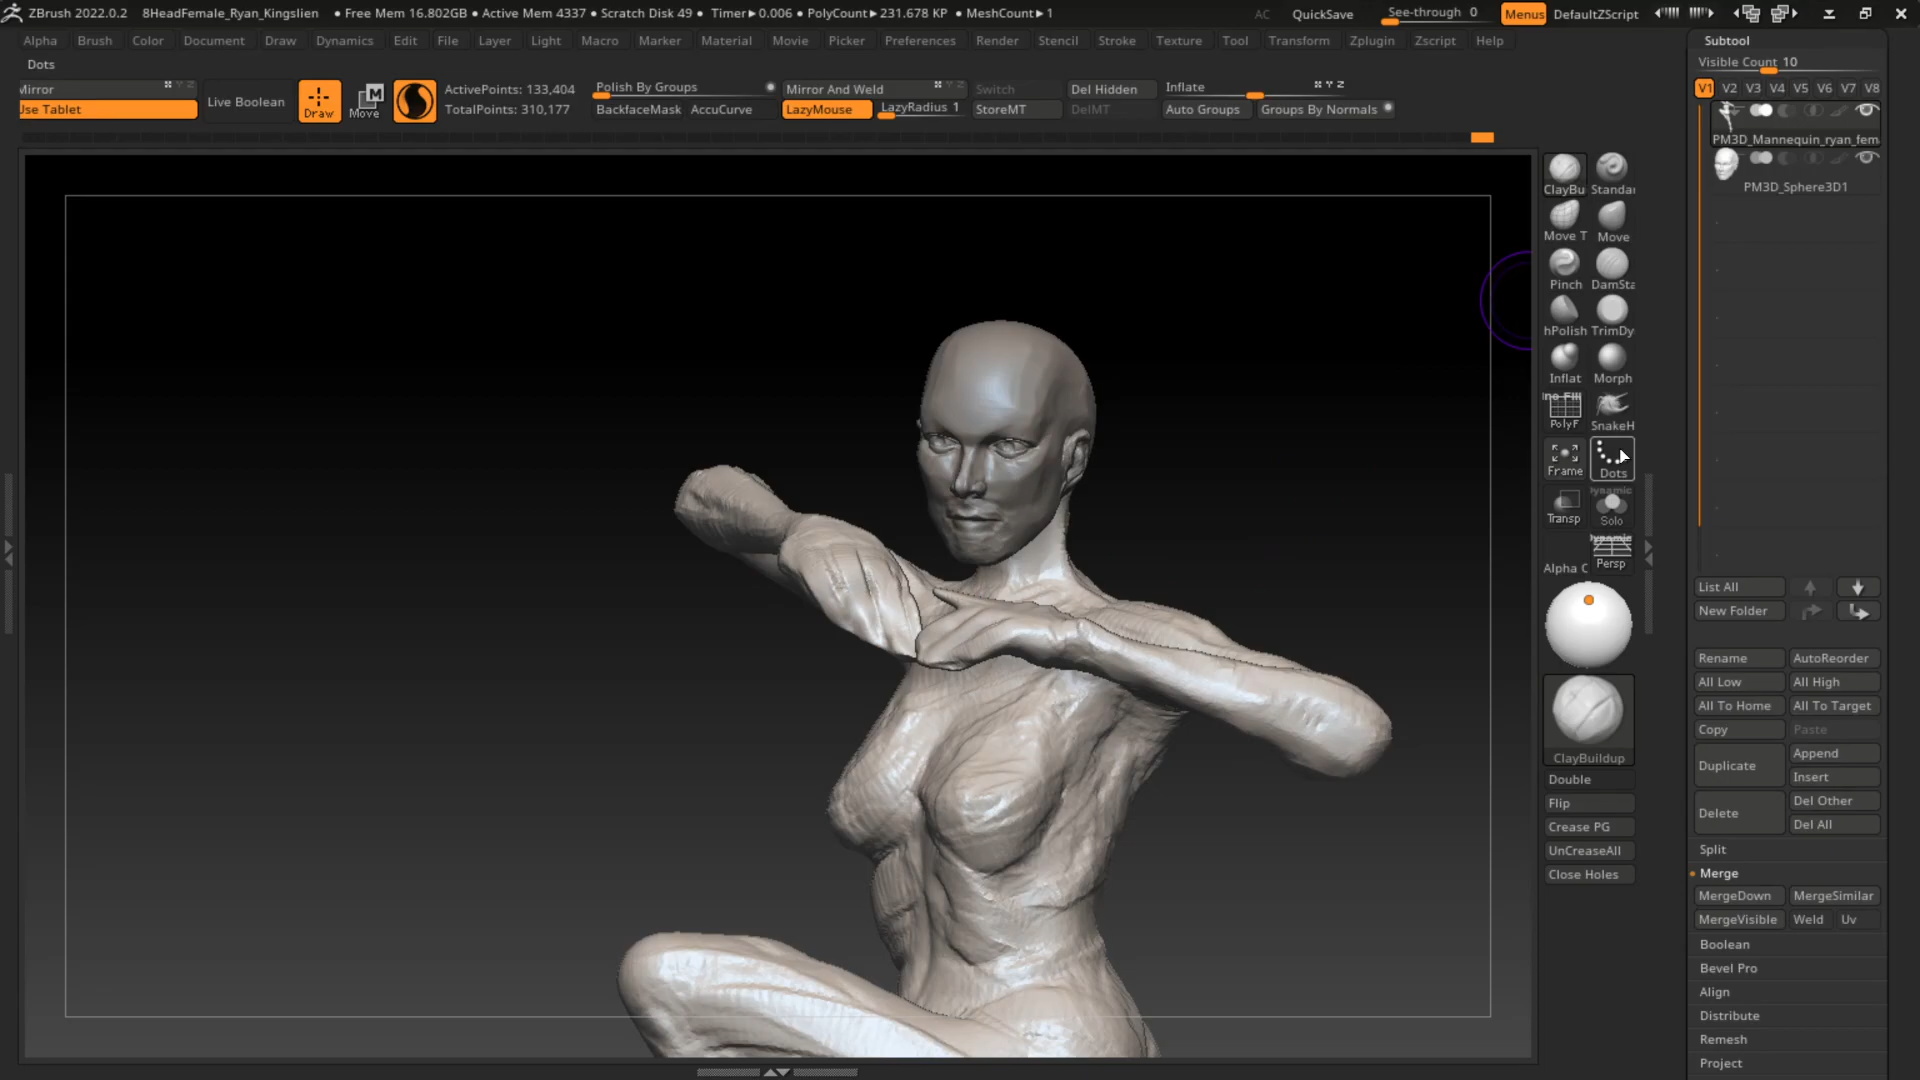 ZBrush 2022.0.2 8HeadFemale_Ryan_Kingslien • Free Mem 16.802GB • Active Mem 4337 • Scratch Disk 49 • Timer▸0.006 • PolyCount▸231.678 KP • MeshCount▸1 AC QuickSave See-through 0 Menus DefaultZScript
Alpha Brush Color Document Draw Dynamics Edit File Layer Light Macro Marker Material Movie Picker Preferences Render Stencil Stroke Texture Tool Transform Zplugin Zscript Help
Dots
Mirror
Use Tablet
Live Boolean
Draw
Move
M
ActivePoints: 133,404
TotalPoints: 310,177
Polish By Groups
BackfaceMask AccuCurve
Mirror And Weld
LazyMouse LazyRadius 1
Switch
StoreMT
Del Hidden
DelMT
Inflate
Auto Groups Groups By Normals
ClayBu Standar
Move T Move
Pinch DamSta
hPolish TrimDy
Inflat Morph
PolyF SnakeH
Frame Dots
Dynamic
Transp Solo
Dynamic
Persp
Alpha O
ClayBuildup
Double
Flip
Crease PG
UnCreaseAll
Close Holes
Subtool
Visible Count 10
V1 V2 V3 V4 V5 V6 V7 V8
PM3D_Mannequin_ryan_fem
PM3D_Sphere3D1
List All
New Folder
Rename AutoReorder
All Low All High
All To Home All To Target
Copy Paste
Duplicate Append
Insert
Delete Del Other
Del All
Split
Merge
MergeDown MergeSimilar
MergeVisible Weld Uv
Boolean
Bevel Pro
Align
Distribute
Remesh
Project